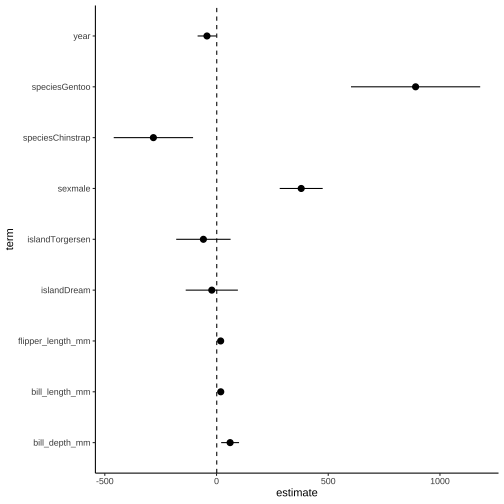 year
speciesGentoo
speciesChinstrap
sexmale
term
islandTorgersen
islandDream
flipper_length_mm
bill_length_mm
bill_depth_mm
-500 0 500 1000
estimate